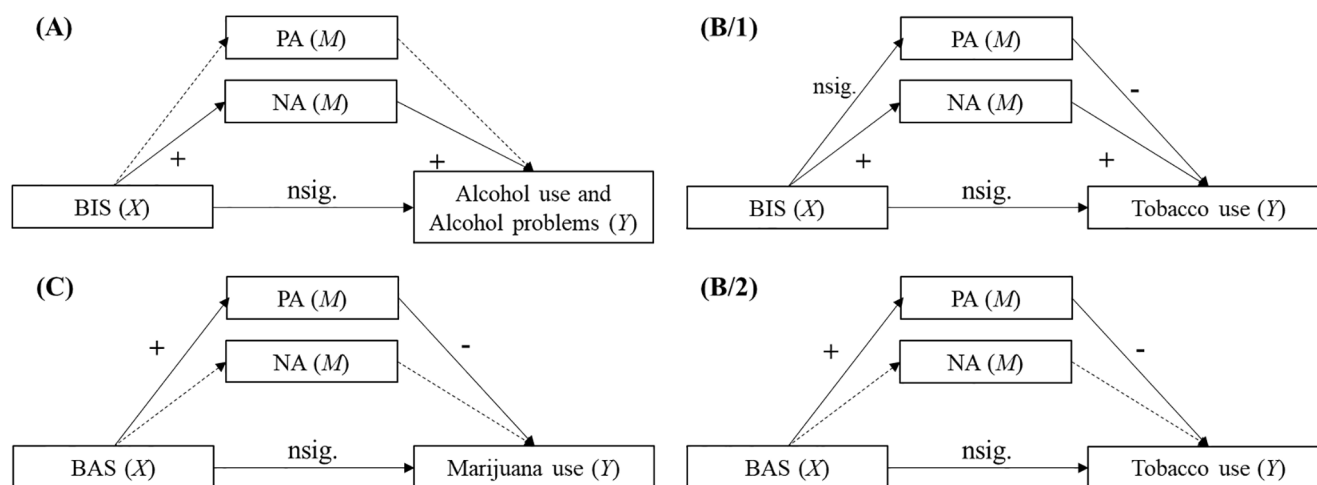 (A)
PA (M)
NA (M)
+
+
BIS (X)
nsig.
Alcohol use and
Alcohol problems (Y)
(B/1)
PA (M)
nsig.
-
NA (M)
+
+
BIS (X)
nsig.
Tobacco use (Y)
(C)
PA (M)
+
-
NA (M)
BAS (X)
nsig.
Marijuana use (Y)
(B/2)
PA (M)
+
-
NA (M)
BAS (X)
nsig.
Tobacco use (Y)